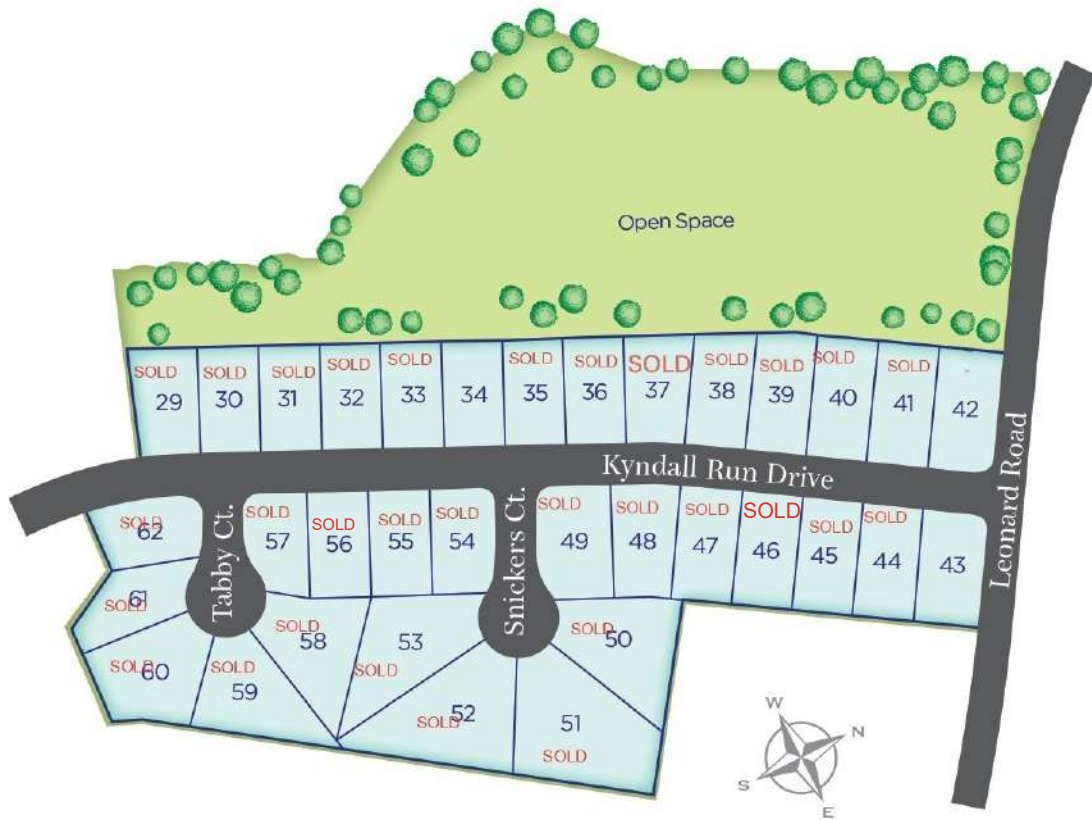 Open Space
SOLD
29
SOLD
30
SOLD
31
SOLD
32
SOLD
33
34
SOLD
35
SOLD
36
SOLD
37
SOLD
38
SOLD
39
SOLD
40
SOLD
41
42
Kyndall Run Drive
Leonard Road
SOLD
62
Tabby Ct.
SOLD
57
SOLD
56
SOLD
55
SOLD
54
Snickers Ct.
SOLD
49
SOLD
48
SOLD
47
SOLD
46
SOLD
45
SOLD
44
43
61
SOLD
SOLD
60
SOLD
59
SOLD
58
53
SOLD
SOLD
52
51
SOLD
SOLD
50
W
N
S
E